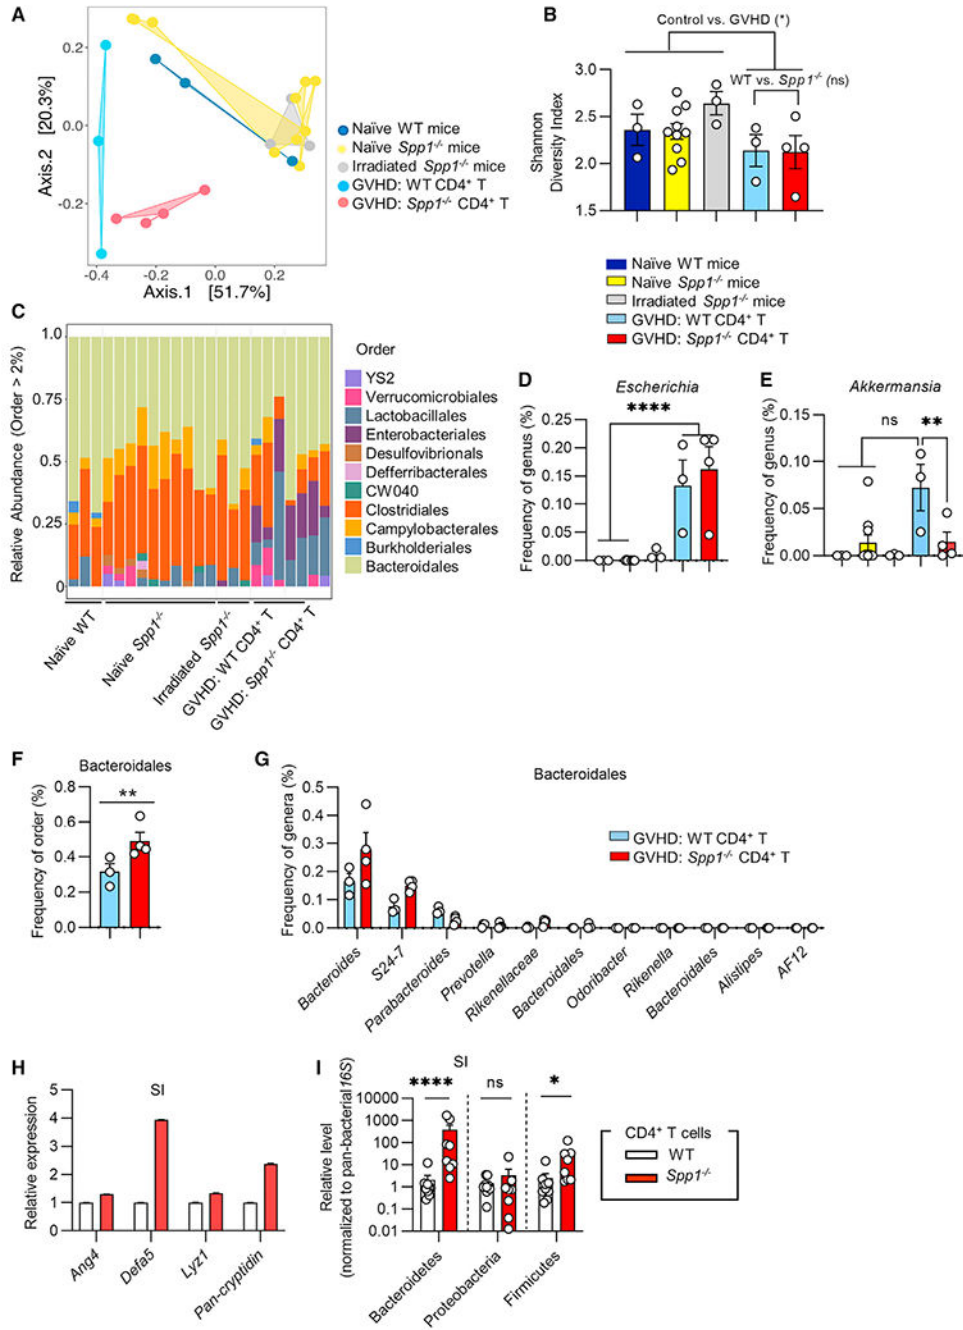 A
Axis.2 [20.3%]
0.2
0.0
-0.2
-0.4 -0.2 0.0 0.2
Axis.1 [51.7%]
Naïve WT mice
Naïve Spp1-/- mice
Irradiated Spp1-/- mice
GVHD: WT CD4+ T
GVHD: Spp1-/- CD4+ T
B
Control vs. GVHD (*)
WT vs. Spp1-/- (ns)
Shannon
Diversity Index
3.0
2.5
2.0
1.5
Naïve WT mice
Naïve Spp1-/- mice
Irradiated Spp1-/- mice
GVHD: WT CD4+ T
GVHD: Spp1-/- CD4+ T
C
Relative Abundance (Order > 2%)
1.0
0.75
0.5
0.25
0
Naïve WT
Naïve Spp1-/-
Irradiated Spp1-/-
GVHD: WT CD4+ T
GVHD: Spp1-/- CD4+ T
Order
YS2
Verrucomicrobiales
Lactobacillales
Enterobacteriales
Desulfovibrionals
Defferribacterales
CW040
Clostridiales
Campylobacterales
Burkholderiales
Bacteroidales
D
Escherichia
****
Frequency of genus (%)
0.25
0.20
0.15
0.10
0.05
0.00
E
Akkermansia
ns
**
Frequency of genus (%)
0.15
0.10
0.05
0.00
F
Bacteroidales
**
Frequency of order (%)
0.8
0.6
0.4
0.2
0.0
G
Bacteroidales
Frequency of genera (%)
0.5
0.4
0.3
0.2
0.1
0.0
GVHD: WT CD4+ T
GVHD: Spp1-/- CD4+ T
Bacteroides
S24-7
Parabacteroides
Prevotella
Rikenellaceae
Bacteroidales
Odoribacter
Rikenella
Bacteroidales
Alistipes
AF12
H
SI
Relative expression
5
4
3
2
1
0
Ang4
Defa5
Lyz1
Pan-cryptidin
I
SI
****
ns
*
Relative level
(normalized to pan-bacterial 16S)
10000
1000
100
10
1
0.1
0.01
Bacteroidetes
Proteobacteria
Firmicutes
CD4+ T cells
WT
Spp1-/-